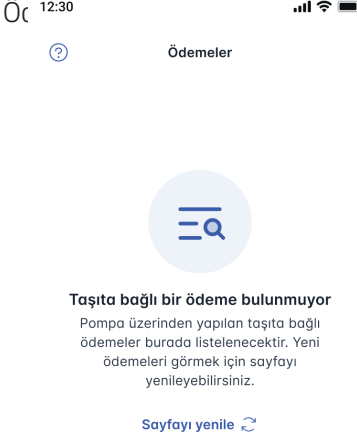 12:30
Ödemeler
Taşıta bağlı bir ödeme bulunmuyor
Pompa üzerinden yapılan taşıta bağlı
ödemeler burada listelenecektir. Yeni
ödemeleri görmek için sayfayı
yenileyebilirsiniz.
Sayfayı yenile